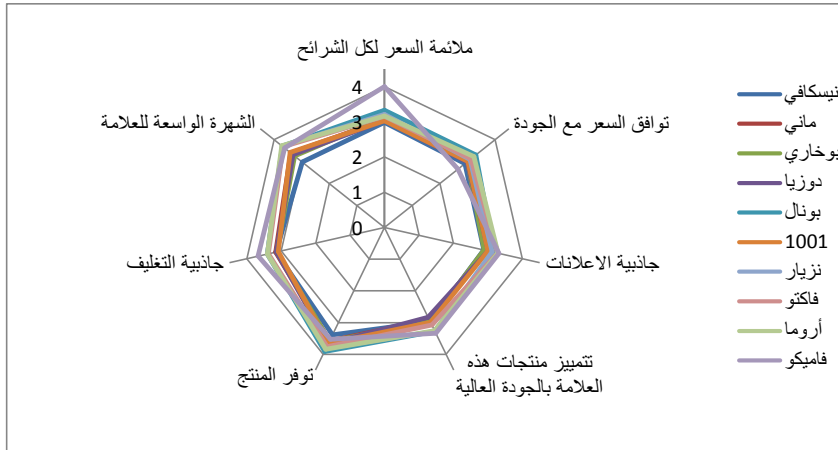 ملائمة السعر لكل الشرائح
توافق السعر مع الجودة
جاذبية الاعلانات
تتمييز منتجات هذه
العلامة بالجودة العالية
توفر المنتج
جاذبية التغليف
الشهرة الواسعة للعلامة
4
3
2
1
0
نيسكافي
ماني
بوخاري
دوزيا
بونال
1001
نزيار
فاكتو
أروما
فاميكو